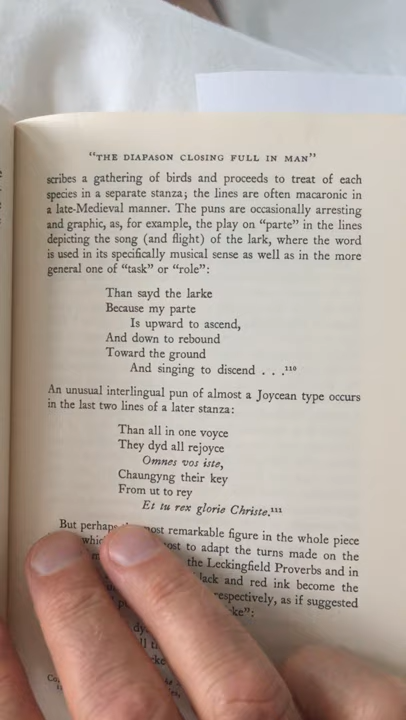 "THE DIAPASON CLOSING FULL IN MAN"
scribes a gathering of birds and proceeds to treat of each
species in a separate stanza; the lines are often macaronic in
a late-Medieval manner. The puns are occasionally arresting
and graphic, as, for example, the play on "parte" in the lines
depicting the song (and flight) of the lark, where the word
is used in its specifically musical sense as well as in the more
general one of "task" or "role":
Than sayd the larke
Because my parte
Is upward to ascend,
And down to rebound
Toward the ground
And singing to discend . . .¹¹⁰
An unusual interlingual pun of almost a Joycean type occurs
in the last two lines of a later stanza:
Than all in one voyce
They dyd all rejoyce
Omnes vos iste,
Chaungyng their key
From ut to rey
Et tu rex glorie Christe.¹¹¹
But perhaps most remarkable figure in the whole piece
to adapt the turns made on the
the Leckingfield Proverbs and in
and red ink become the
respectively, as if suggested